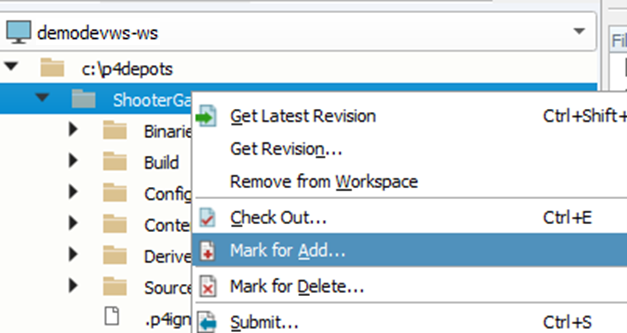 demodevws-ws
Fil
c:\p4depots
ShooterGa
Get Latest Revision Ctrl+Shift+
Binarie
Get Revision...
Build
Remove from Workspace
Config
Check Out... Ctrl+E
Conte
Mark for Add...
Derive
Mark for Delete...
Source
.p4ign
Submit... Ctrl+S